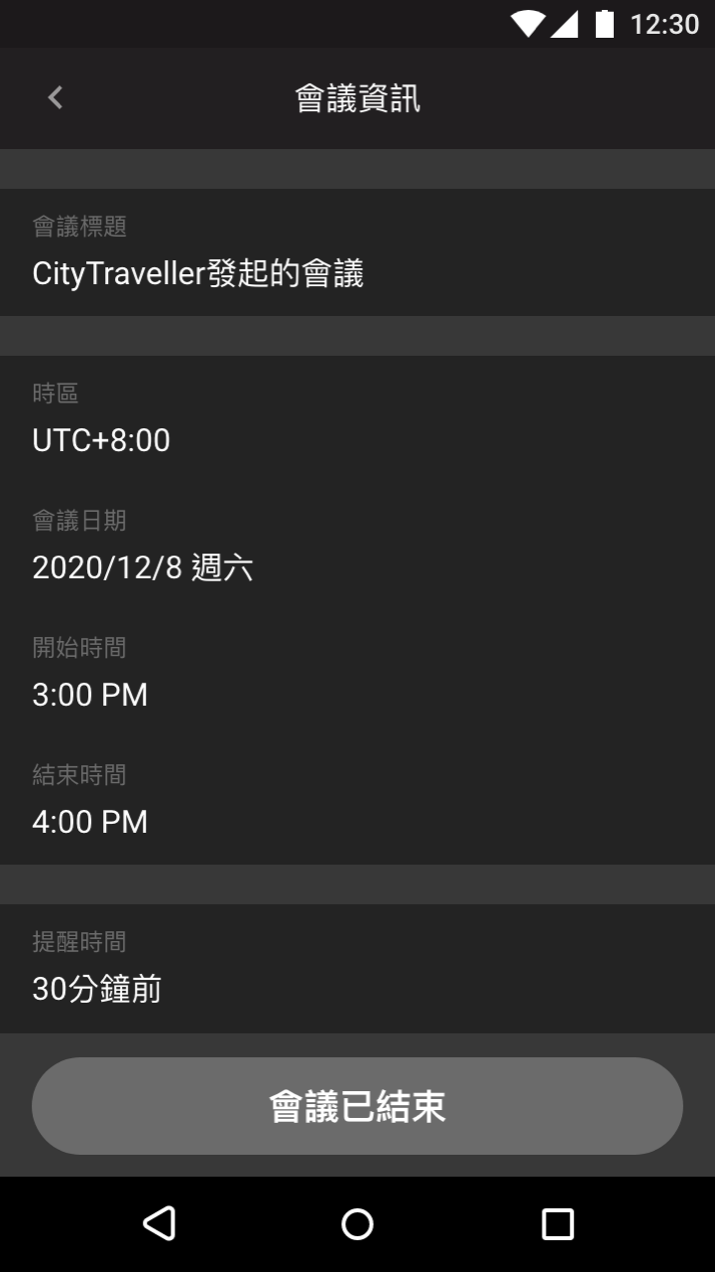 12:30
會議資訊
會議標題
CityTraveller發起的會議
時區
UTC+8:00
會議日期
2020/12/8 週六
開始時間
3:00 PM
結束時間
4:00 PM
提醒時間
30分鐘前
會議已結束